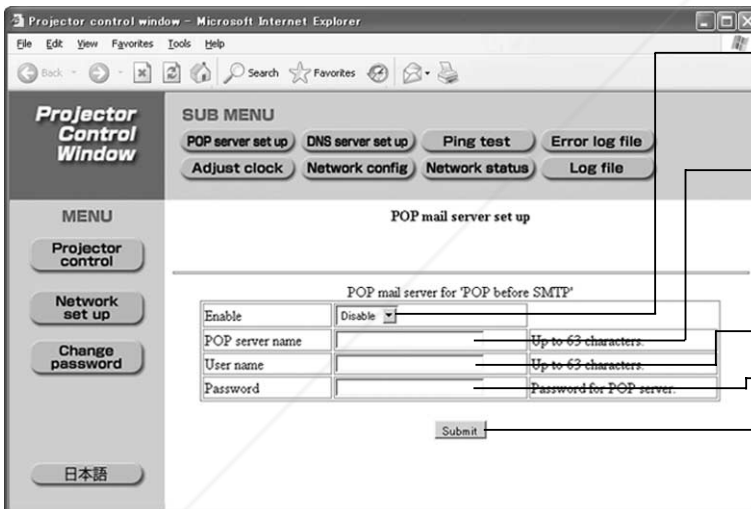 Projector control window - Microsoft Internet Explorer
File Edit View Favorites Tools Help
Back Search Favorites
Projector
Control
Window
SUB MENU
POP server set up DNS server set up Ping test Error log file
Adjust clock Network config Network status Log file
MENU
Projector
control
Network
set up
Change
password
日本語
POP mail server set up
POP mail server for 'POP before SMTP'
Enable Disable
POP server name Up to 63 characters.
User name Up to 63 characters.
Password Password for POP server.
Submit